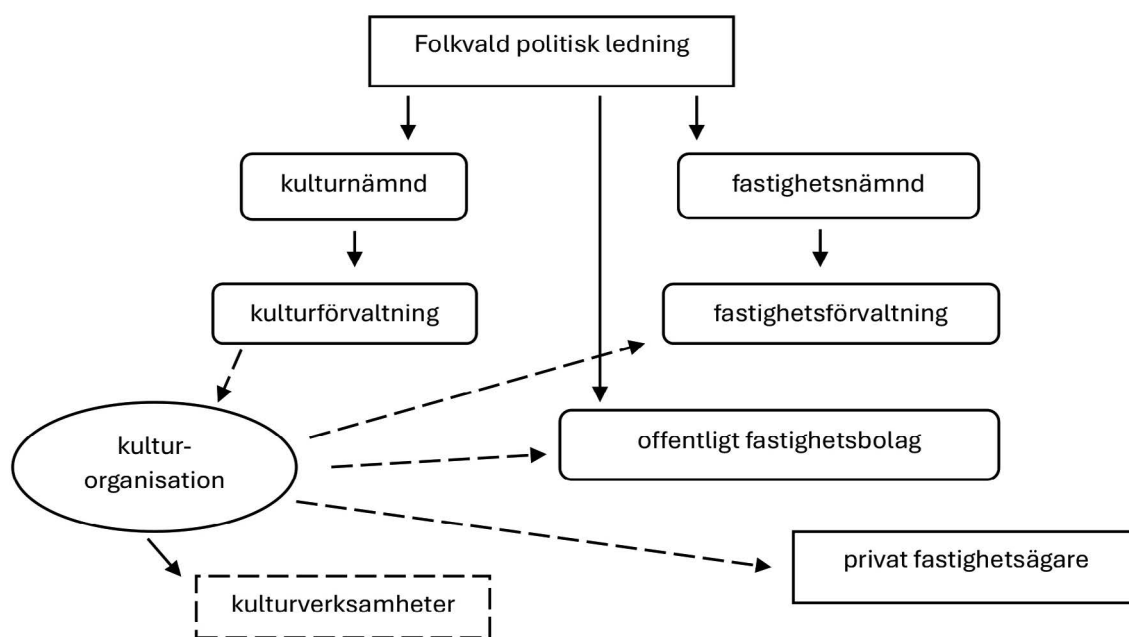 Folkvald politisk ledning
kulturnämnd
fastighetsnämnd
kulturförvaltning
fastighetsförvaltning
kultur-
organisation
offentligt fastighetsbolag
privat fastighetsägare
kulturverksamheter